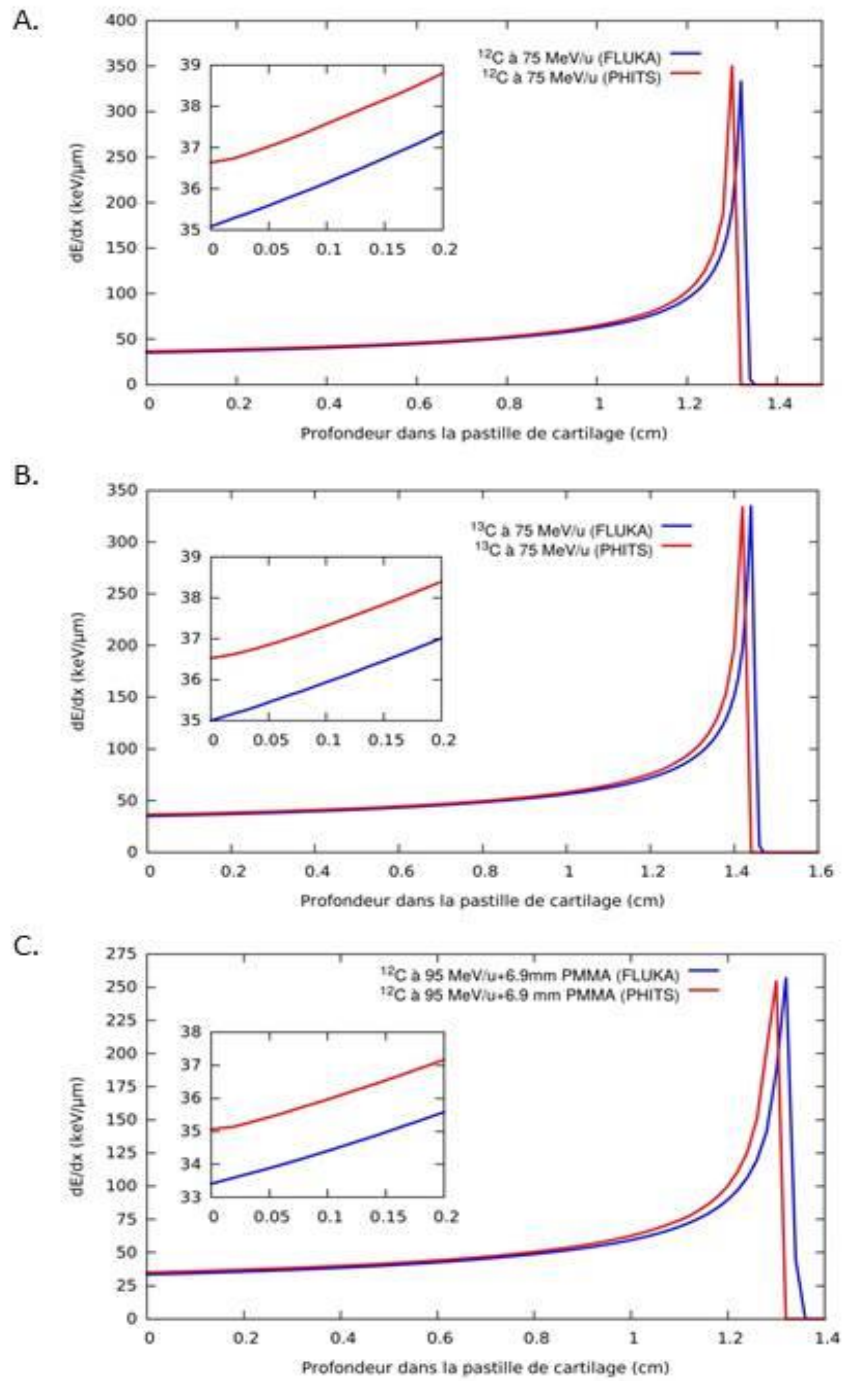 A.
400
350
300
250
200
150
100
50
0
dE/dx (keV/µm)
¹²C à 75 MeV/u (FLUKA)
¹²C à 75 MeV/u (PHITS)
39
38
37
36
35
0 0.05 0.1 0.15 0.2
0 0.2 0.4 0.6 0.8 1 1.2 1.4
Profondeur dans la pastille de cartilage (cm)
B.
350
300
250
200
150
100
50
0
dE/dx (keV/µm)
¹³C à 75 MeV/u (FLUKA)
¹³C à 75 MeV/u (PHITS)
39
38
37
36
35
0 0.05 0.1 0.15 0.2
0 0.2 0.4 0.6 0.8 1 1.2 1.4 1.6
Profondeur dans la pastille de cartilage (cm)
C.
275
250
225
200
175
150
125
100
75
50
25
0
dE/dx (keV/µm)
¹²C à 95 MeV/u+6.9mm PMMA (FLUKA)
¹²C à 95 MeV/u+6.9 mm PMMA (PHITS)
38
37
36
35
34
33
0 0.05 0.1 0.15 0.2
0 0.2 0.4 0.6 0.8 1 1.2 1.4
Profondeur dans la pastille de cartilage (cm)